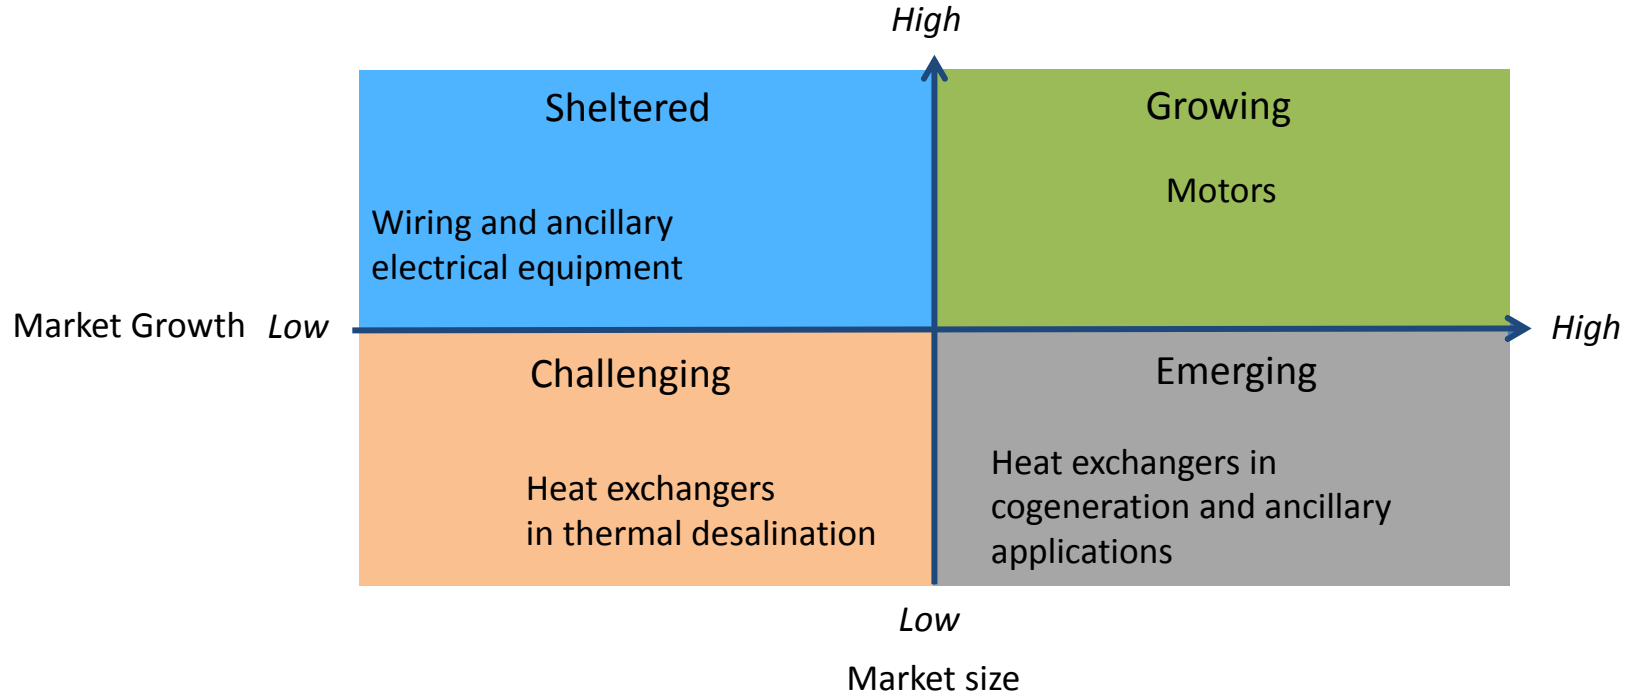 High
Sheltered
Growing
Motors
Wiring and ancillary
electrical equipment
Market Growth Low
High
Challenging
Emerging
Heat exchangers
in thermal desalination
Heat exchangers in
cogeneration and ancillary
applications
Low
Market size